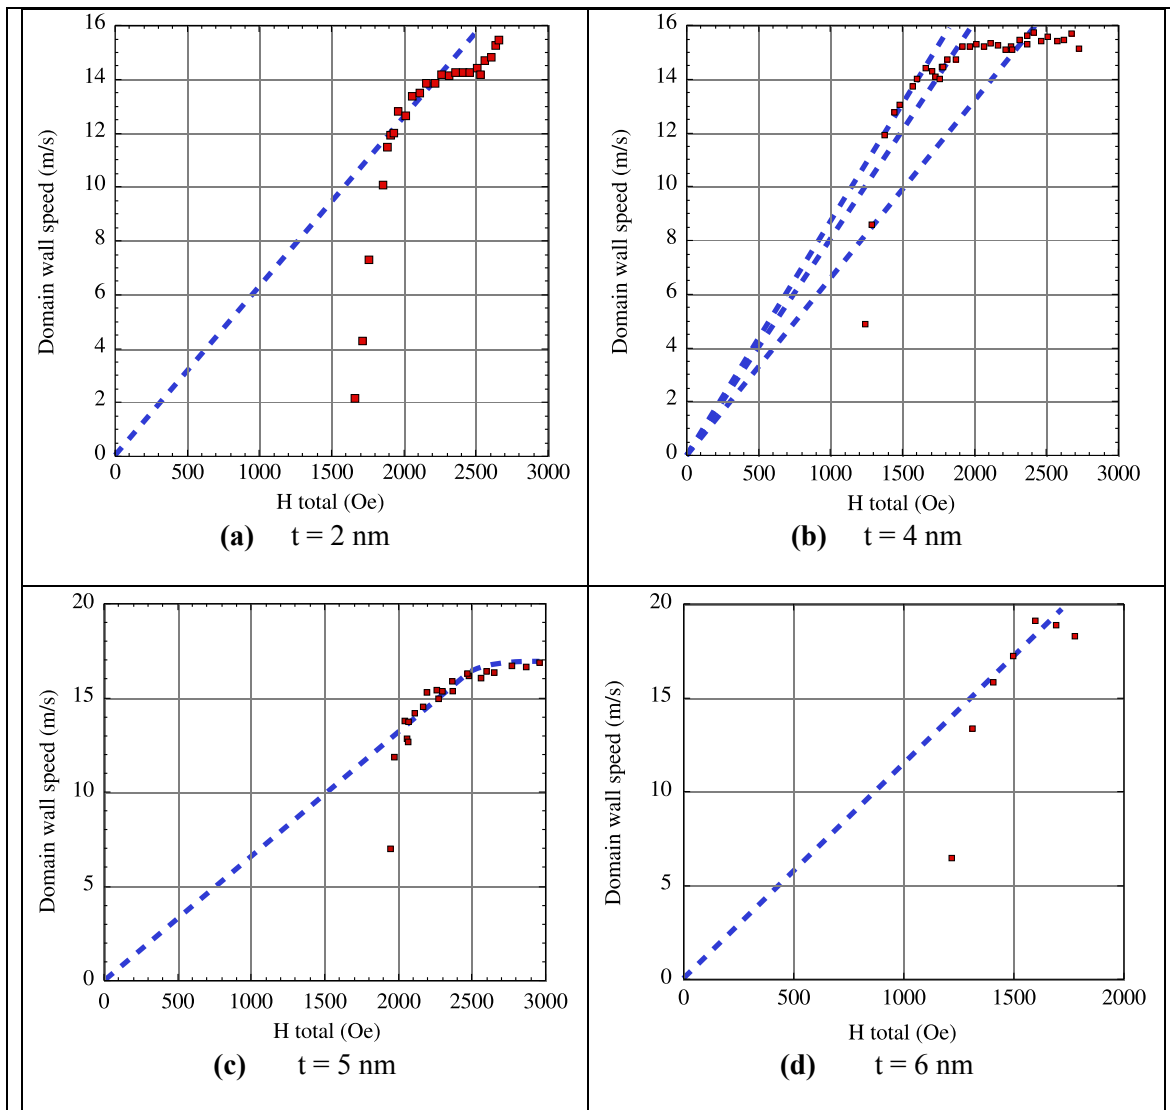 16
14
12
10
8
6
4
2
0
Domain wall speed (m/s)
0 500 1000 1500 2000 2500 3000
H total (Oe)
(a) t = 2 nm
16
14
12
10
8
6
4
2
0
Domain wall speed (m/s)
0 500 1000 1500 2000 2500 3000
H total (Oe)
(b) t = 4 nm
20
15
10
5
0
Domain wall speed (m/s)
0 500 1000 1500 2000 2500 3000
H total (Oe)
(c) t = 5 nm
20
15
10
5
0
Domain wall speed (m/s)
0 500 1000 1500 2000
H total (Oe)
(d) t = 6 nm